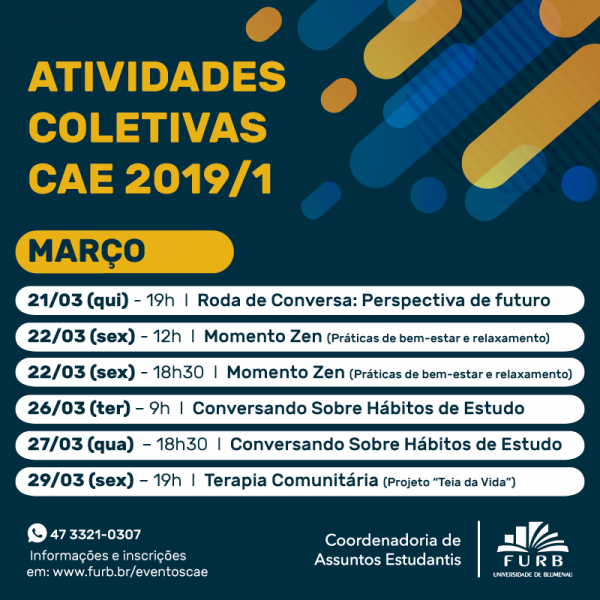 ATIVIDADES
COLETIVAS
CAE 2019/1
MARÇO
21/03 (qui) - 19h | Roda de Conversa: Perspectiva de futuro
22/03 (sex) - 12h | Momento Zen (Práticas de bem-estar e relaxamento)
22/03 (sex) - 18h30 | Momento Zen (Práticas de bem-estar e relaxamento)
26/03 (ter) – 9h | Conversando Sobre Hábitos de Estudo
27/03 (qua) – 18h30 | Conversando Sobre Hábitos de Estudo
29/03 (sex) – 19h | Terapia Comunitária (Projeto “Teia da Vida”)
47 3321-0307
Informações e inscrições
em: www.furb.br/eventoscae
Coordenadoria de
Assuntos Estudantis
FURB
UNIVERSIDADE DE BLUMENAU